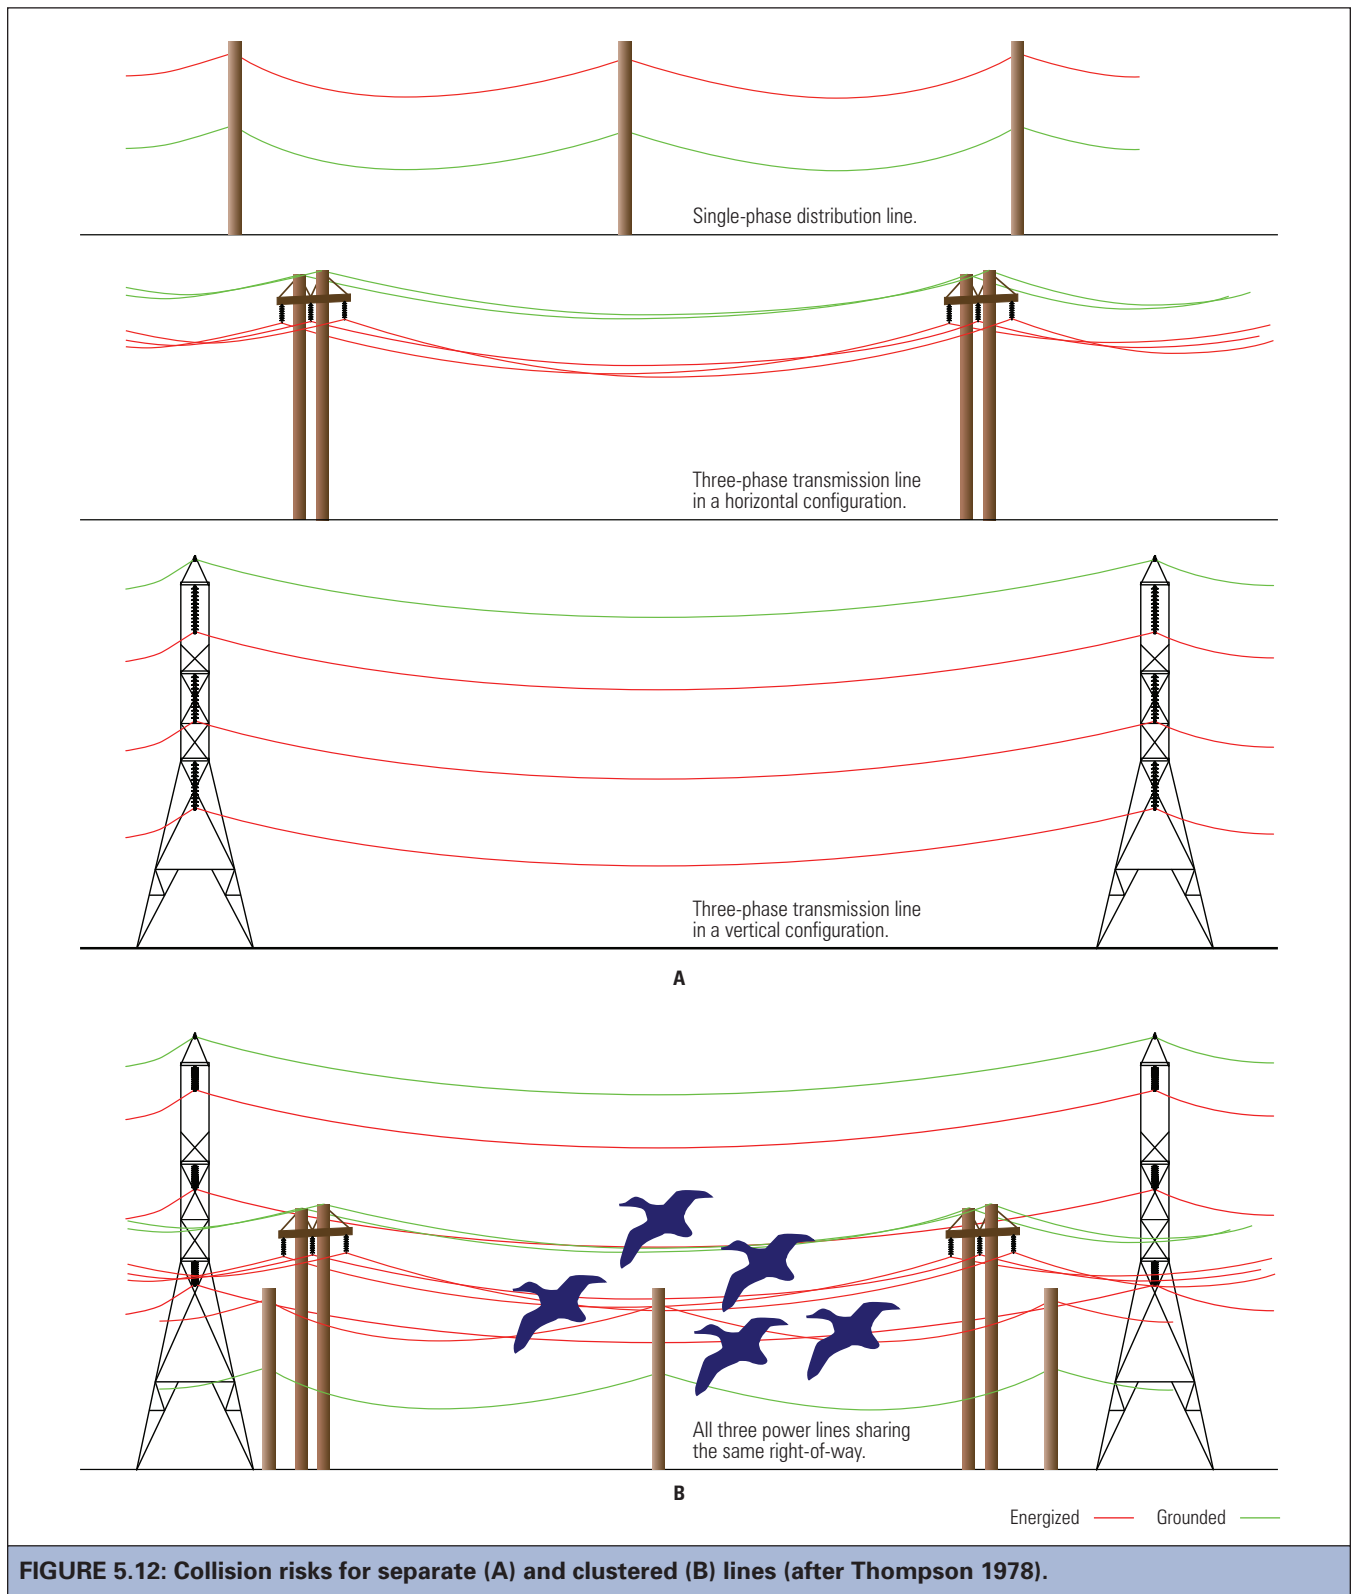 Single-phase distribution line.
Three-phase transmission line
in a horizontal configuration.
Three-phase transmission line
in a vertical configuration.
A
All three power lines sharing
the same right-of-way.
B
Energized
Grounded
FIGURE 5.12: Collision risks for separate (A) and clustered (B) lines (after Thompson 1978).